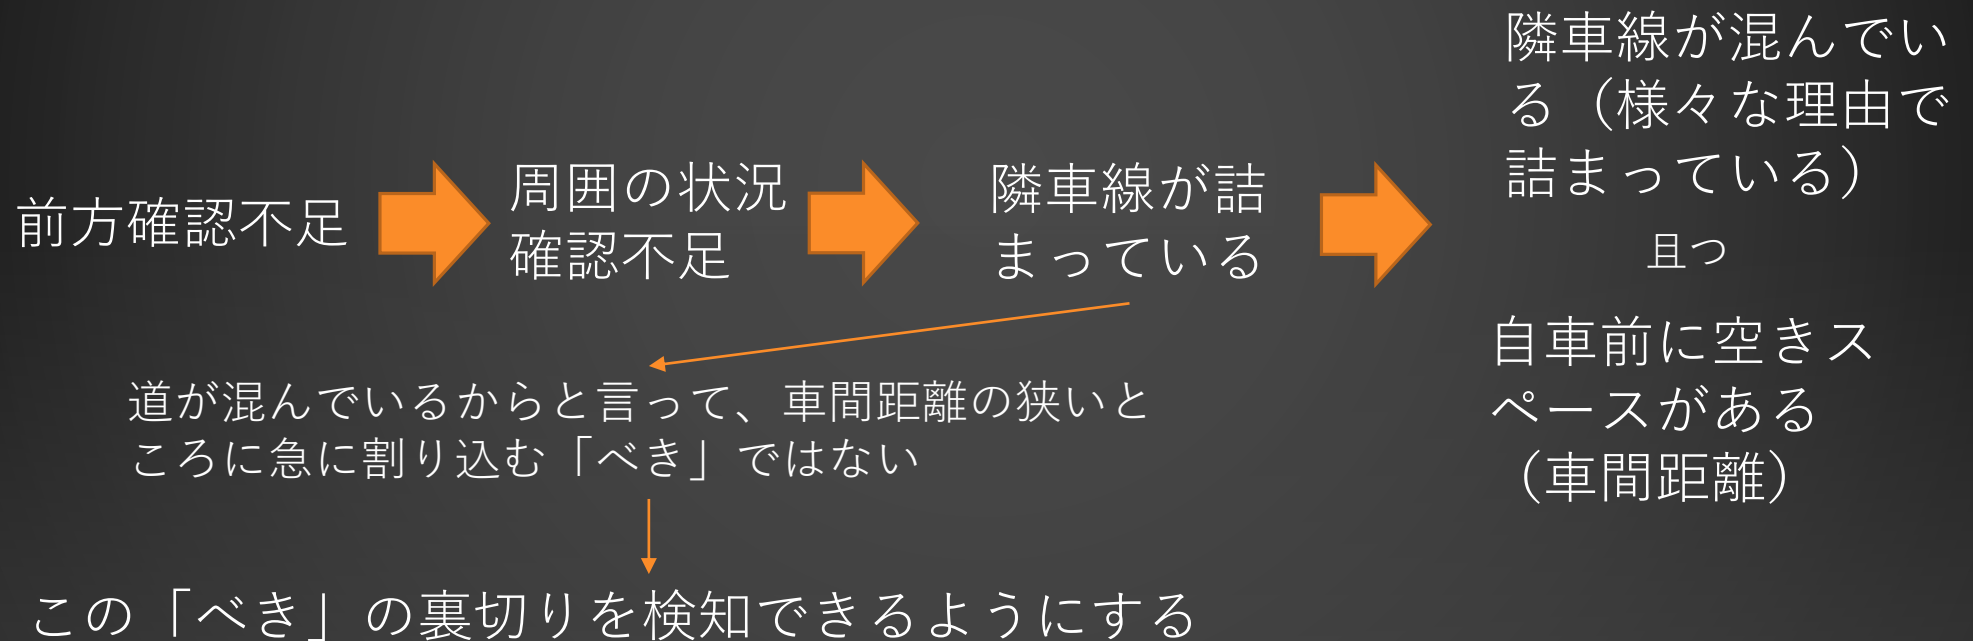 前方確認不足
周囲の状況
確認不足
隣車線が詰
まっている
隣車線が混んでい
る（様々な理由で
詰まっている）
且つ
自車前に空きス
ペースがある
（車間距離）
道が混んでいるからと言って、車間距離の狭いと
ころに急に割り込む「べき」ではない
この「べき」の裏切りを検知できるようにする